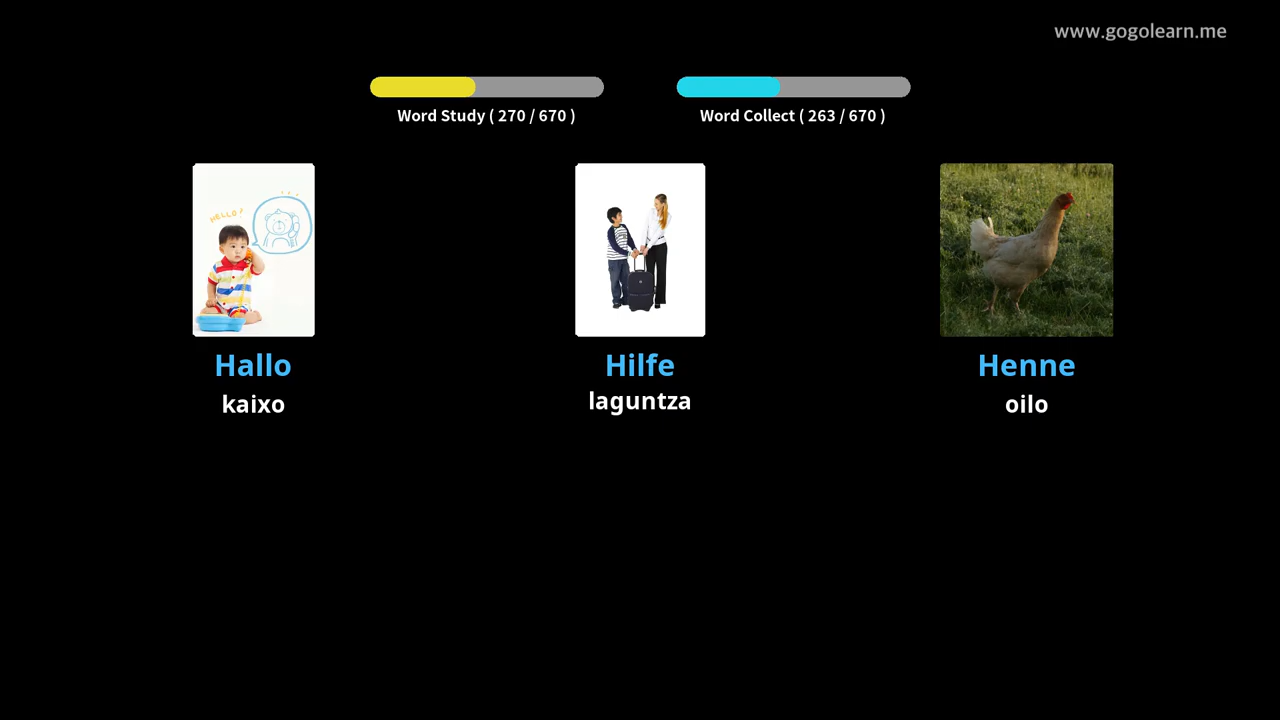 www.gogolearn.me
Word Study ( 270 / 670 )
Word Collect ( 263 / 670 )
HELLO?
Hallo
kaixo
Hilfe
laguntza
Henne
oilo